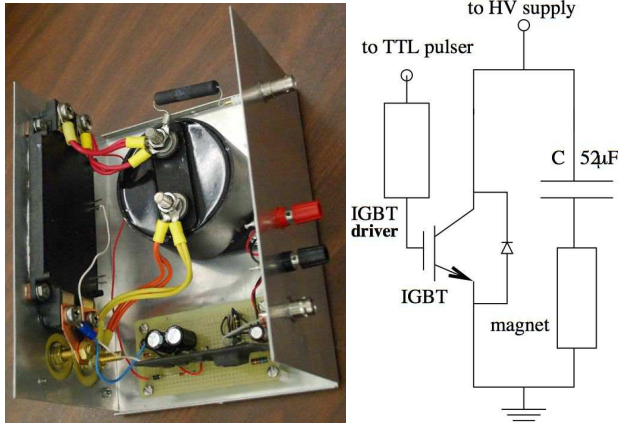 to HV supply
to TTL pulser
C 52µF
IGBT
driver
IGBT
magnet